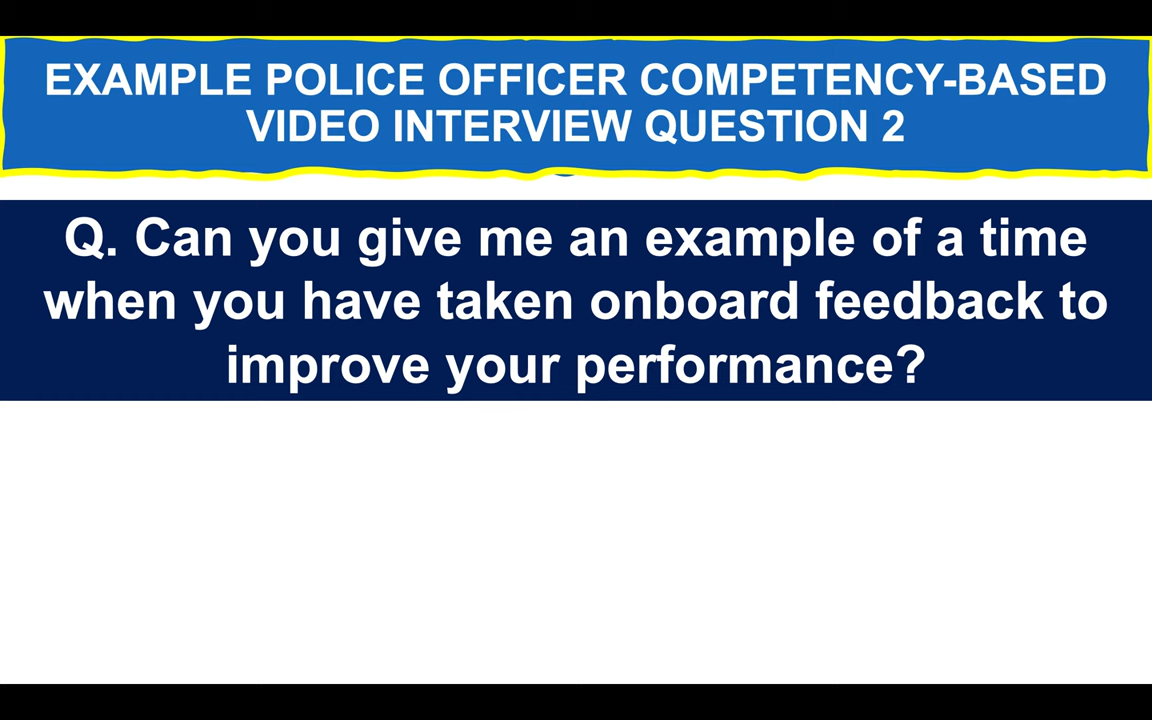 EXAMPLE POLICE OFFICER COMPETENCY-BASED
VIDEO INTERVIEW QUESTION 2
Q. Can you give me an example of a time
when you have taken onboard feedback to
improve your performance?